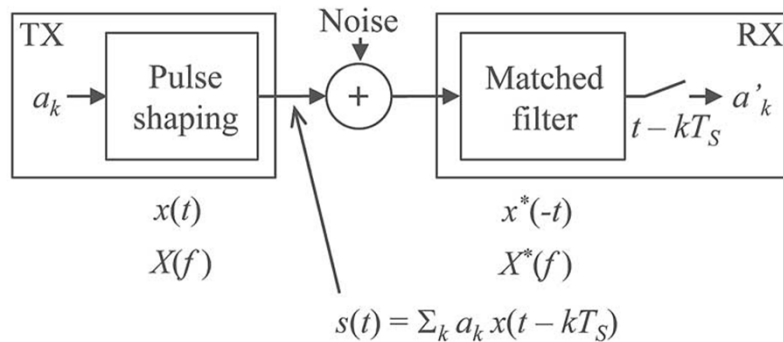 TX
Noise
RX
a_k
Pulse
shaping
+
Matched
filter
t – kT_S
a'_k
x(t)
X(f)
x*(-t)
X*(f)
s(t) = Σ_k a_k x(t – kT_S)